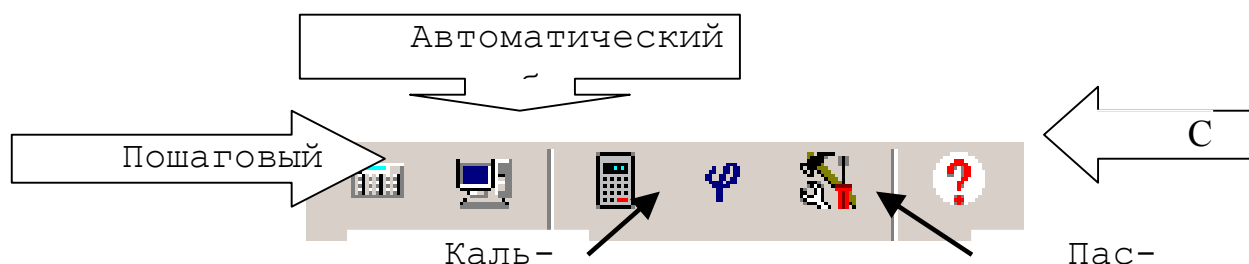 Автоматический
~
С
Пошаговый
φ
?
Каль-
Пас-